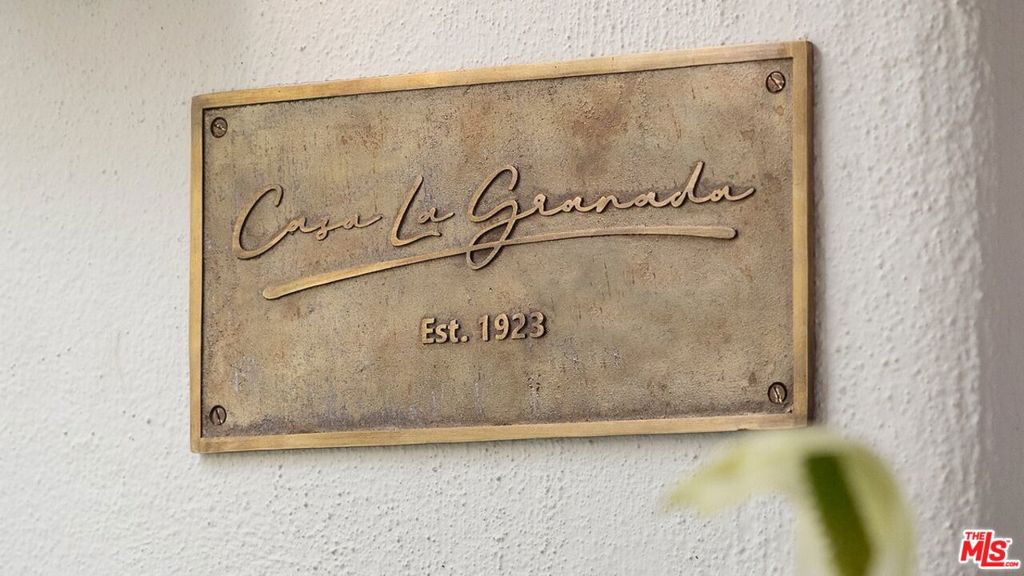 Casa La Granada
Est. 1923
THE
MLS
.COM